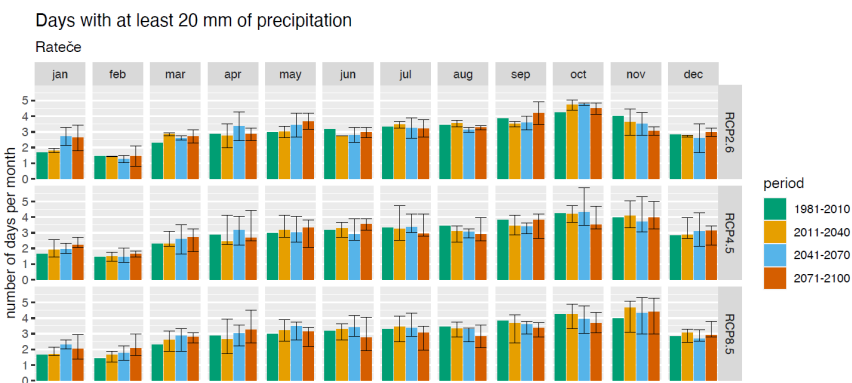 Days with at least 20 mm of precipitation
Rateče
jan feb mar apr may jun jul aug sep oct nov dec
number of days per month
5
4
3
2
1
0
RCP2.6
5
4
3
2
1
0
RCP4.5
5
4
3
2
1
0
RCP8.5
period
1981-2010
2011-2040
2041-2070
2071-2100